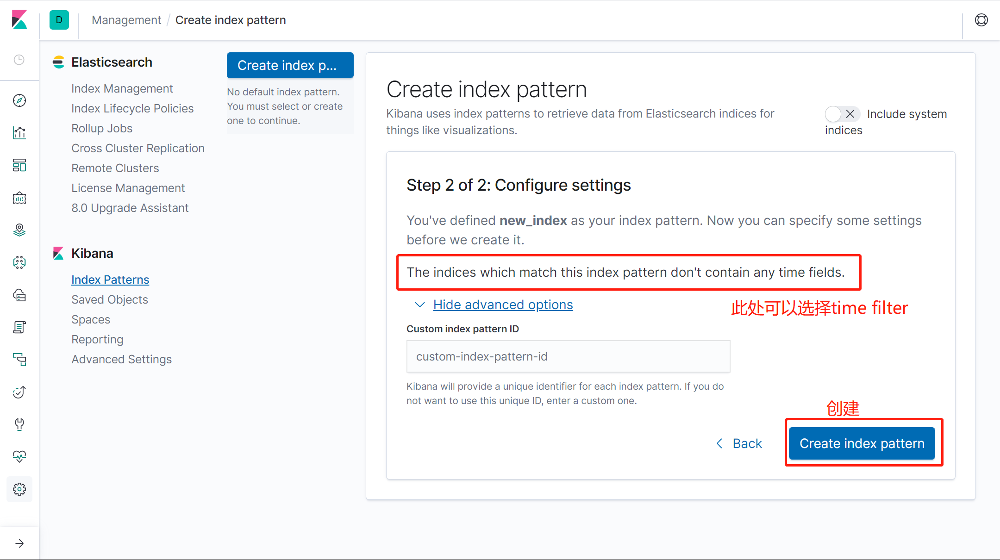 D
Management / Create index pattern
Elasticsearch
Index Management
Index Lifecycle Policies
Rollup Jobs
Cross Cluster Replication
Remote Clusters
License Management
8.0 Upgrade Assistant
Kibana
Index Patterns
Saved Objects
Spaces
Reporting
Advanced Settings
Create index p...
No default index pattern.
You must select or create
one to continue.
Create index pattern
Kibana uses index patterns to retrieve data from Elasticsearch indices for
things like visualizations.
Include system
indices
Step 2 of 2: Configure settings
You've defined new_index as your index pattern. Now you can specify some settings
before we create it.
The indices which match this index pattern don't contain any time fields.
Hide advanced options
此处可以选择time filter
Custom index pattern ID
custom-index-pattern-id
Kibana will provide a unique identifier for each index pattern. If you do
not want to use this unique ID, enter a custom one.
创建
Back
Create index pattern